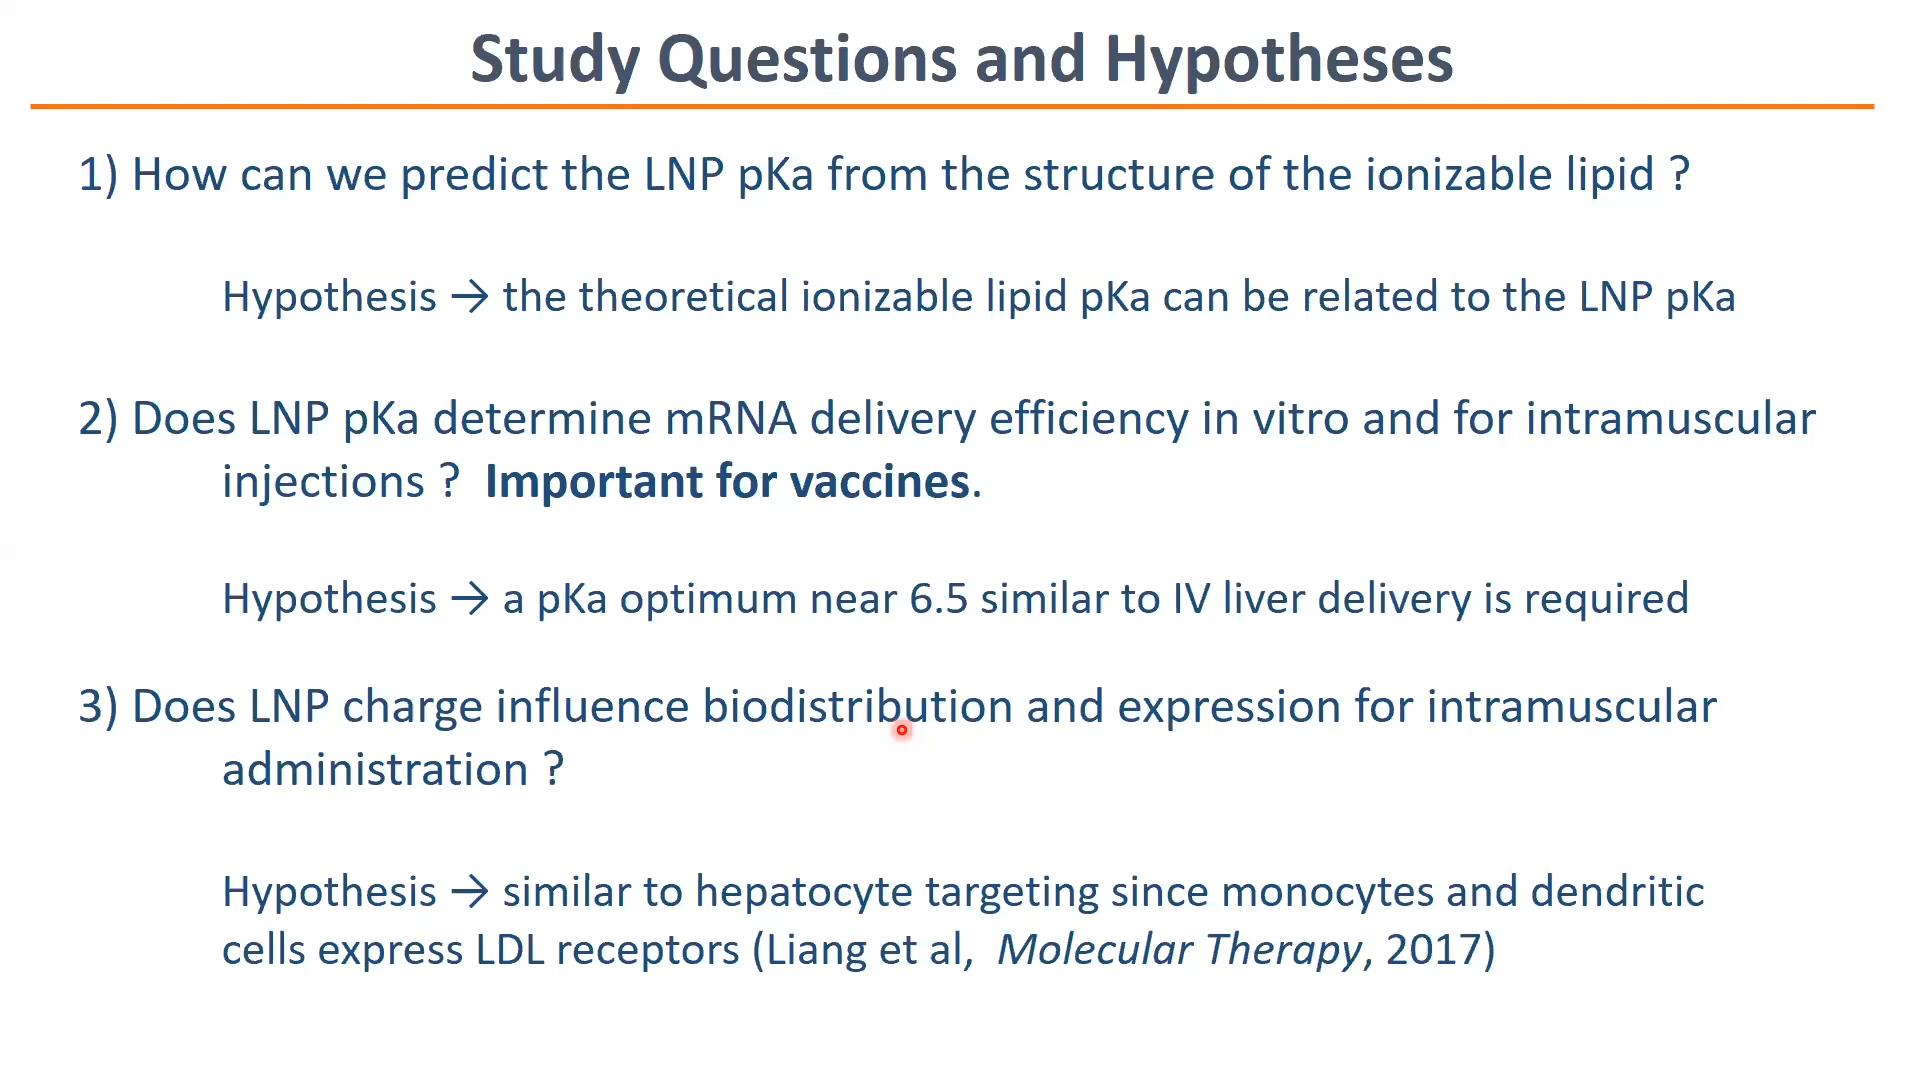 Study Questions and Hypotheses
1) How can we predict the LNP pKa from the structure of the ionizable lipid ?
Hypothesis → the theoretical ionizable lipid pKa can be related to the LNP pKa
2) Does LNP pKa determine mRNA delivery efficiency in vitro and for intramuscular
injections ? Important for vaccines.
Hypothesis → a pKa optimum near 6.5 similar to IV liver delivery is required
3) Does LNP charge influence biodistribution and expression for intramuscular
administration ?
Hypothesis → similar to hepatocyte targeting since monocytes and dendritic
cells express LDL receptors (Liang et al, Molecular Therapy, 2017)